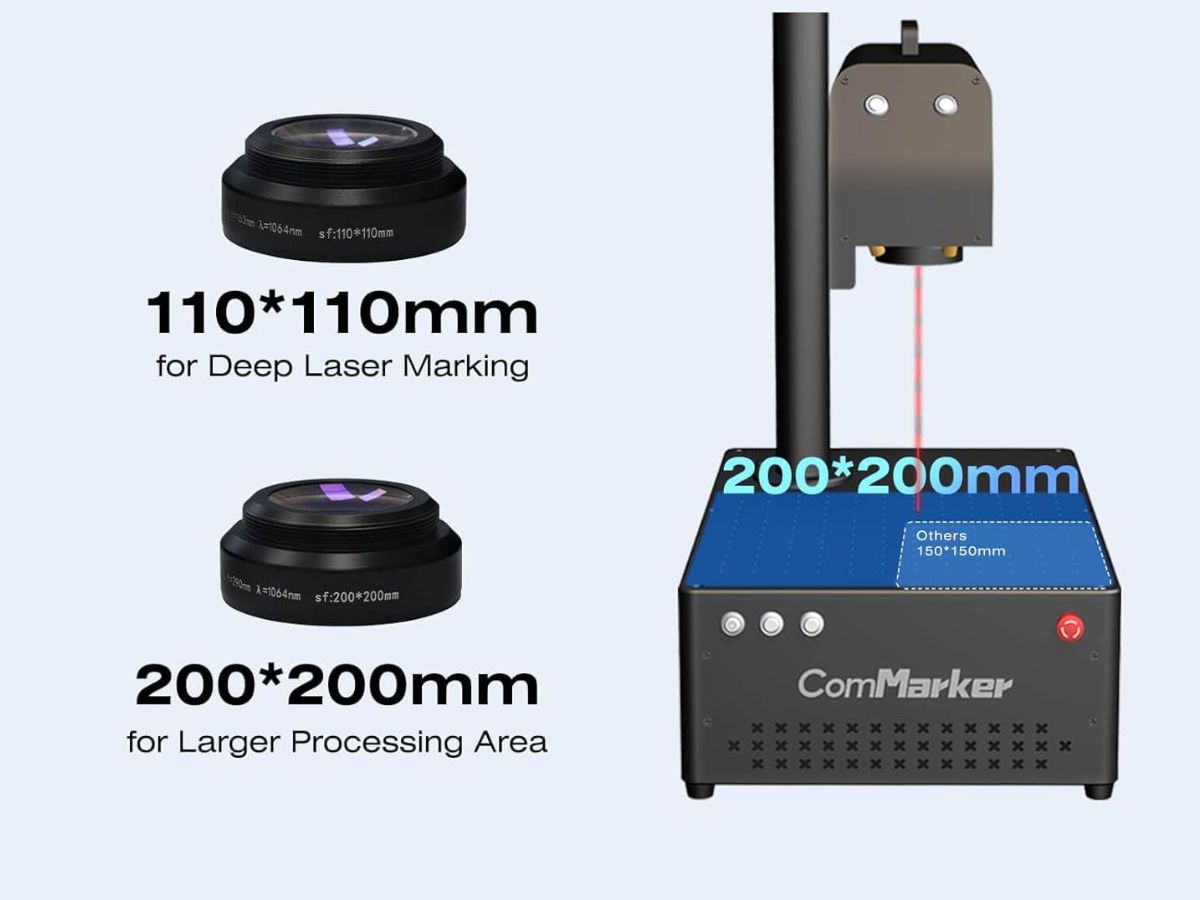 λ=1064nm sf:110*110mm
110*110mm
for Deep Laser Marking
f=290nm λ=1064nm sf:200*200mm
200*200mm
for Larger Processing Area
200*200mm
Others
150*150mm
ComMarker